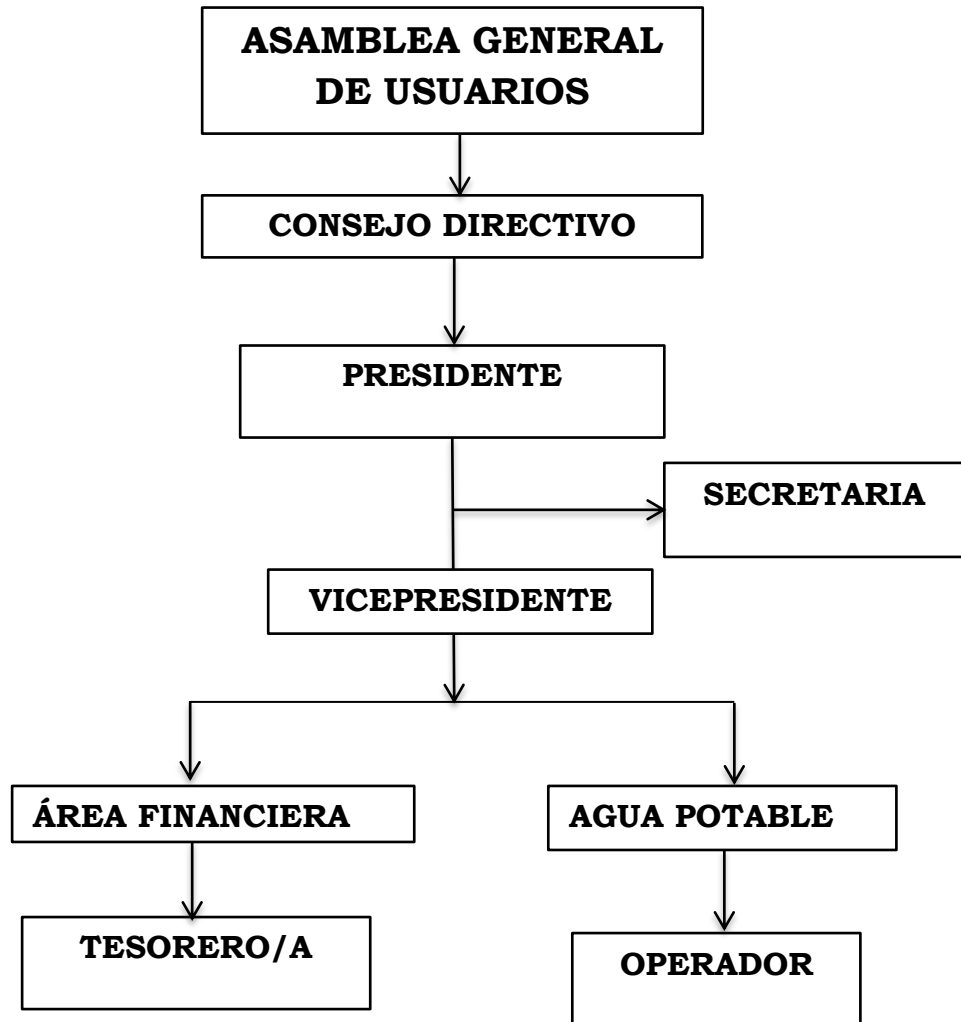 ASAMBLEA GENERAL
DE USUARIOS
CONSEJO DIRECTIVO
PRESIDENTE
SECRETARIA
VICEPRESIDENTE
ÁREA FINANCIERA
AGUA POTABLE
TESORERO/A
OPERADOR